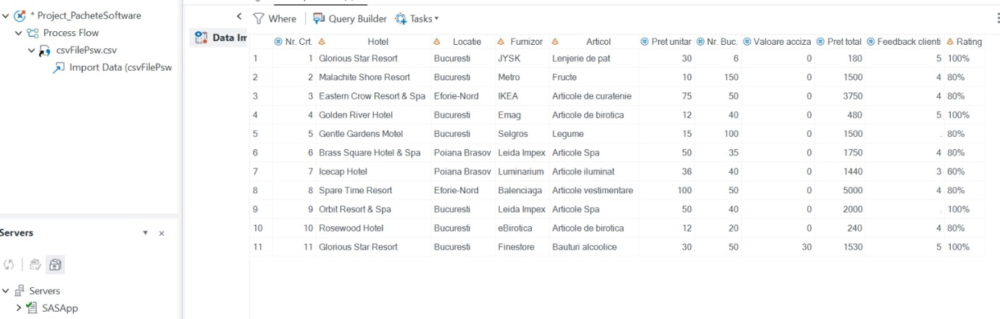 * Project_PacheteSoftware
Process Flow
csvFilePsw.csv
Import Data (csvFilePsw
Servers
Servers
SASApp
Where Query Builder Tasks
Data Im
Nr. Crt. Hotel Locatie Furnizor Articol Pret unitar Nr. Buc. Valoare acciza Pret total Feedback clienti Rating
1 1 Glorious Star Resort Bucuresti JYSK Lenjerie de pat 30 6 0 180 5 100%
2 2 Malachite Shore Resort Bucuresti Metro Fructe 10 150 0 1500 4 80%
3 3 Eastern Crow Resort & Spa Eforie-Nord IKEA Articole de curatenie 75 50 0 3750 4 80%
4 4 Golden River Hotel Bucuresti Emag Articole de birotica 12 40 0 480 5 100%
5 5 Gentle Gardens Motel Bucuresti Selgros Legume 15 100 0 1500 . 80%
6 6 Brass Square Hotel & Spa Poiana Brasov Leida Impex Articole Spa 50 35 0 1750 4 80%
7 7 Icecap Hotel Poiana Brasov Luminarium Articole iluminat 36 40 0 1440 3 60%
8 8 Spare Time Resort Eforie-Nord Balenciaga Articole vestimentare 100 50 0 5000 4 80%
9 9 Orbit Resort & Spa Bucuresti Leida Impex Articole Spa 50 40 0 2000 . 100%
10 10 Rosewood Hotel Bucuresti eBirotica Articole de birotica 12 20 0 240 4 80%
11 11 Glorious Star Resort Bucuresti Finestore Bauturi alcoolice 30 50 30 1530 5 100%